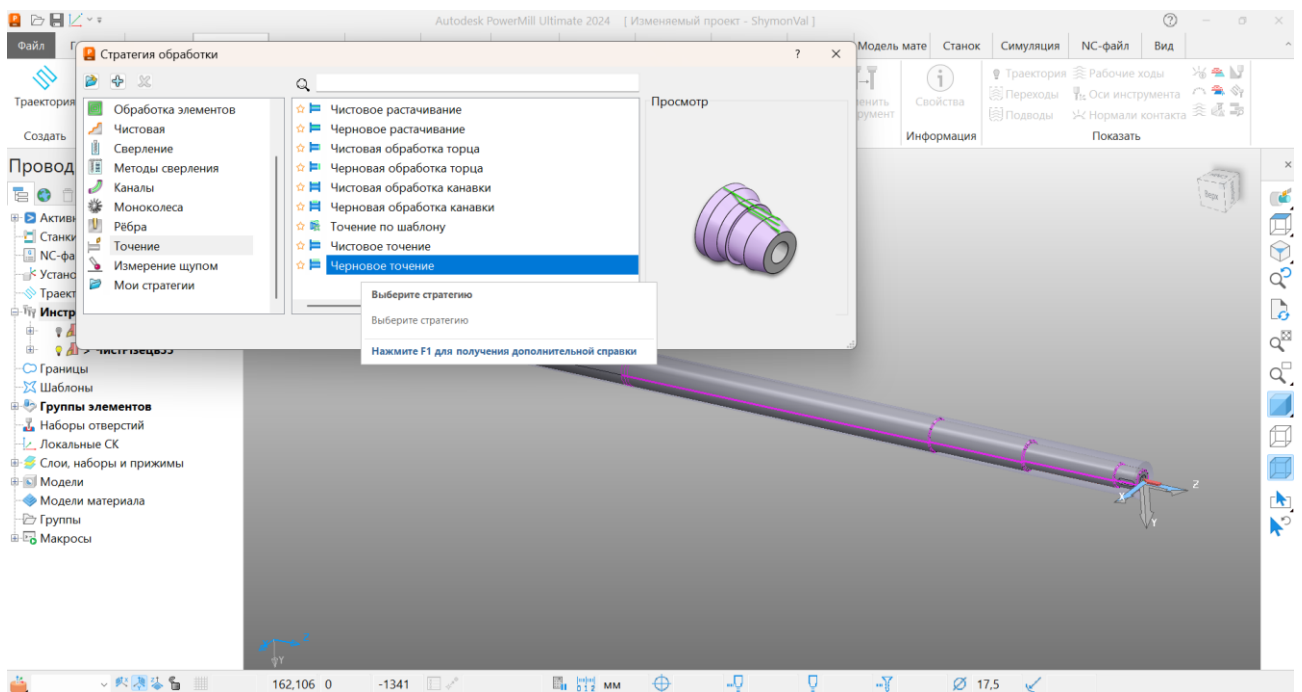 Autodesk PowerMill Ultimate 2024 [ Изменяемый проект - ShymonVal ]
Файл
Модель мате Станок Симуляция NC-файл Вид
Стратегия обработки
Траектория
Создать
Просмотр
Обработка элементов
Чистовая
Сверление
Методы сверления
Каналы
Моноколеса
Рёбра
Точение
Измерение щупом
Мои стратегии
Чистовое растачивание
Черновое растачивание
Чистовая обработка торца
Черновая обработка торца
Чистовая обработка канавки
Черновая обработка канавки
Точение по шаблону
Чистовое точение
Черновое точение
Выберите стратегию
Выберите стратегию
Нажмите F1 для получения дополнительной справки
Свойства
Информация
Траектория Рабочие ходы
Переходы Оси инструмента
Подводы Нормали контакта
Показать
Провод
Активн
Станки
NC-фа
Устано
Траект
Инстр
Границы
Шаблоны
Группы элементов
Наборы отверстий
Локальные СК
Слои, наборы и прижимы
Модели
Модели материала
Группы
Макросы
Z
X
Y
162,106 0 -1341 мм 17,5